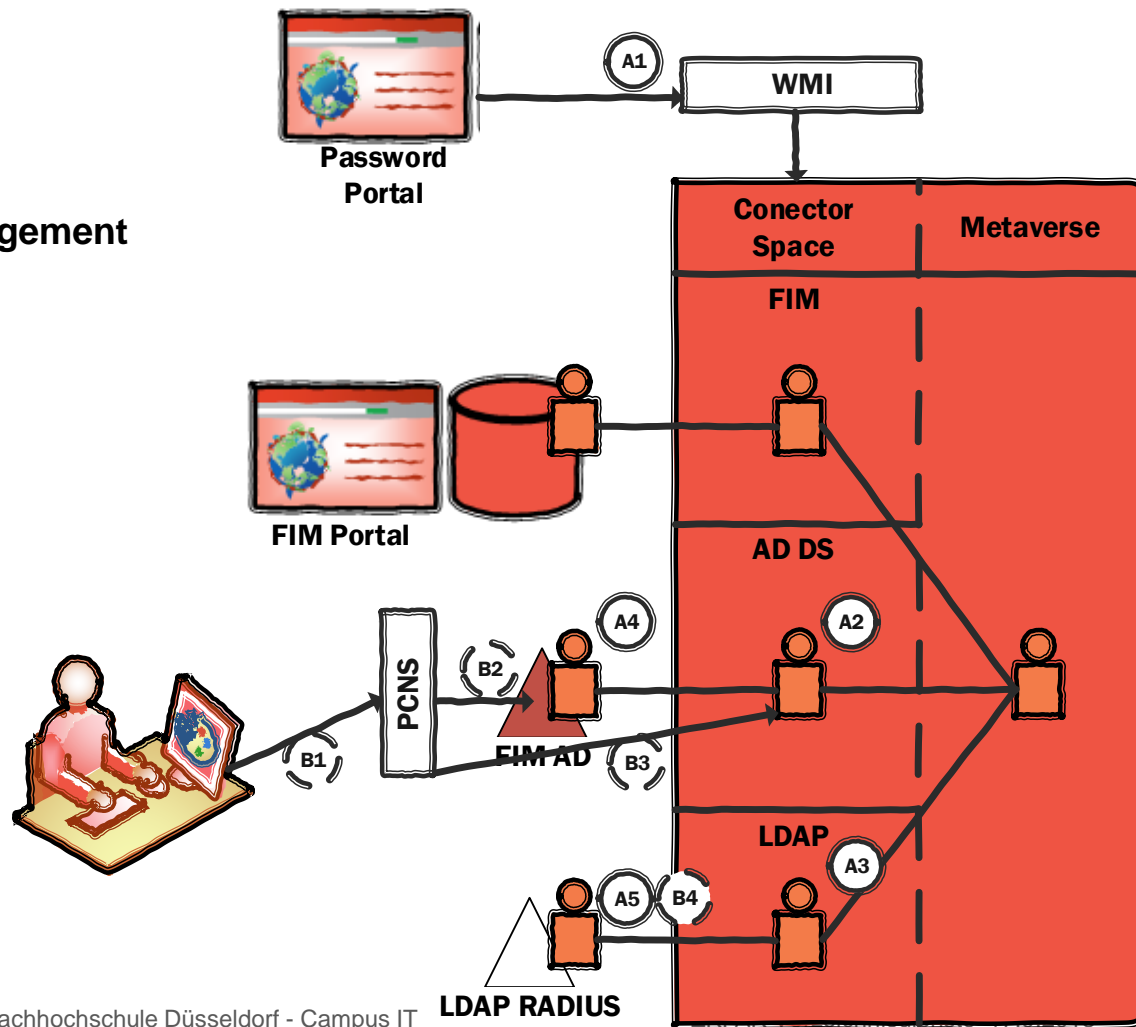 A1
WMI
Password
Portal
Conector
Space
Metaverse
gement
FIM
FIM Portal
AD DS
A4
A2
B2
PCNS
FIM AD
B1
B3
LDAP
A3
A5
B4
LDAP RADIUS
achhochschule Düsseldorf - Campus IT